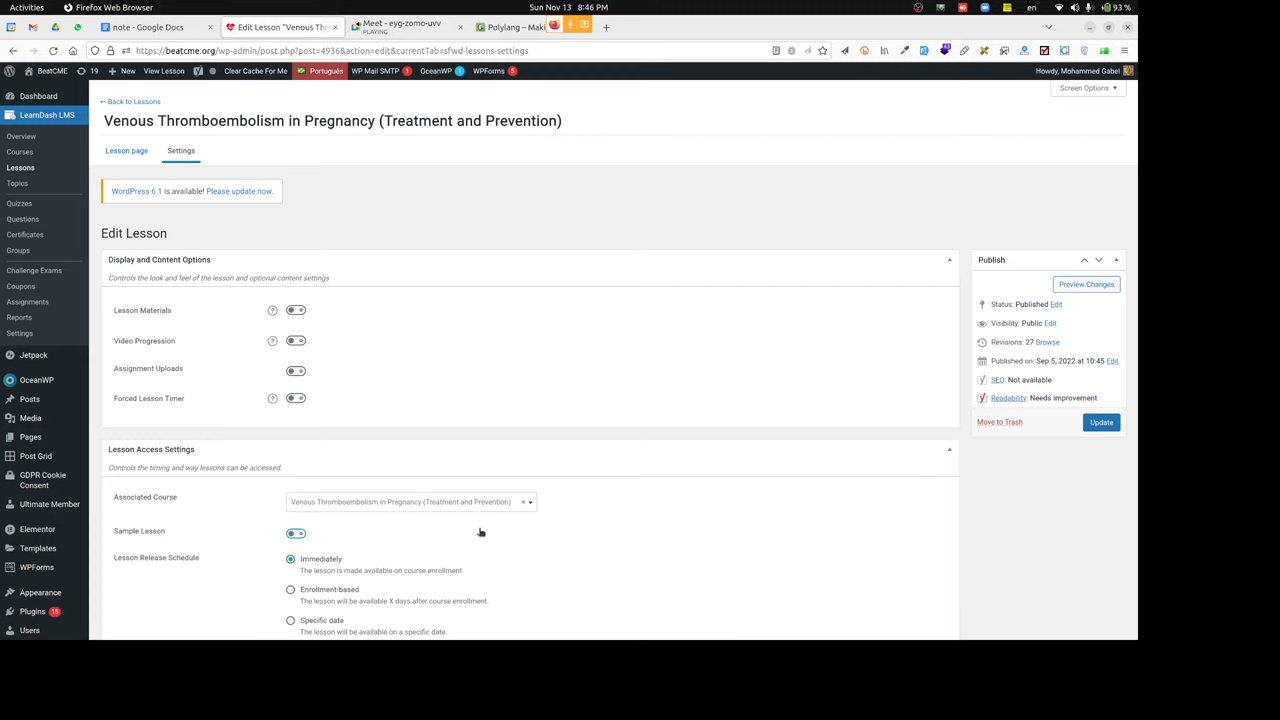 Activities
Firefox Web Browser
Sun Nov 13 8:46 PM
en
93 %
note - Google Docs
Edit Lesson "Venous Thro
Meet - eyg-zomo-uvv
PLAYING
Polylang – Maki
https://beatcme.org/wp-admin/post.php?post=4936&action=edit&currentTab=sfwd-lessons-settings
BeatCME
19
New
View Lesson
Clear Cache For Me
Português
WP Mail SMTP 1
OceanWP 1
WPForms 5
Howdy, Mohammed Gabel
Dashboard
LearnDash LMS
Overview
Courses
Lessons
Topics
Quizzes
Questions
Certificates
Groups
Challenge Exams
Coupons
Assignments
Reports
Settings
Jetpack
OceanWP
Posts
Media
Pages
Post Grid
GDPR Cookie
Consent
Ultimate Member
Elementor
Templates
WPForms
Appearance
Plugins 15
Users
Screen Options
← Back to Lessons
Venous Thromboembolism in Pregnancy (Treatment and Prevention)
Lesson page
Settings
WordPress 6.1 is available! Please update now.
Edit Lesson
Display and Content Options
Controls the look and feel of the lesson and optional content settings
Lesson Materials
Video Progression
Assignment Uploads
Forced Lesson Timer
Lesson Access Settings
Controls the timing and way lessons can be accessed.
Associated Course
Venous Thromboembolism in Pregnancy (Treatment and Prevention)
Sample Lesson
Lesson Release Schedule
Immediately
The lesson is made available on course enrollment.
Enrollment-based
The lesson will be available X days after course enrollment.
Specific date
The lesson will be available on a specific date.
Publish
Preview Changes
Status: Published Edit
Visibility: Public Edit
Revisions: 27 Browse
Published on: Sep 5, 2022 at 10:45 Edit
SEO: Not available
Readability: Needs improvement
Move to Trash
Update